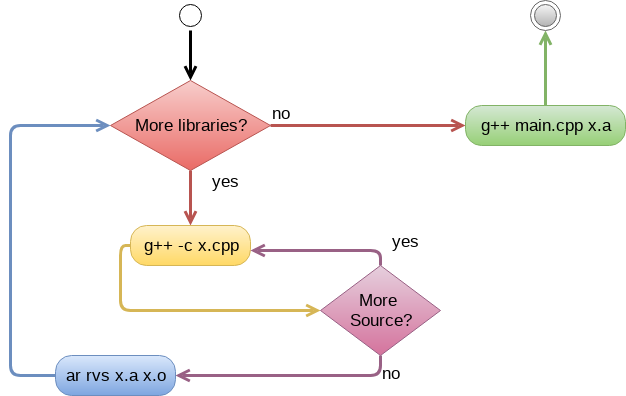 no
More libraries?
g++ main.cpp x.a
yes
g++ -c x.cpp
yes
More
Source?
no
ar rvs x.a x.o